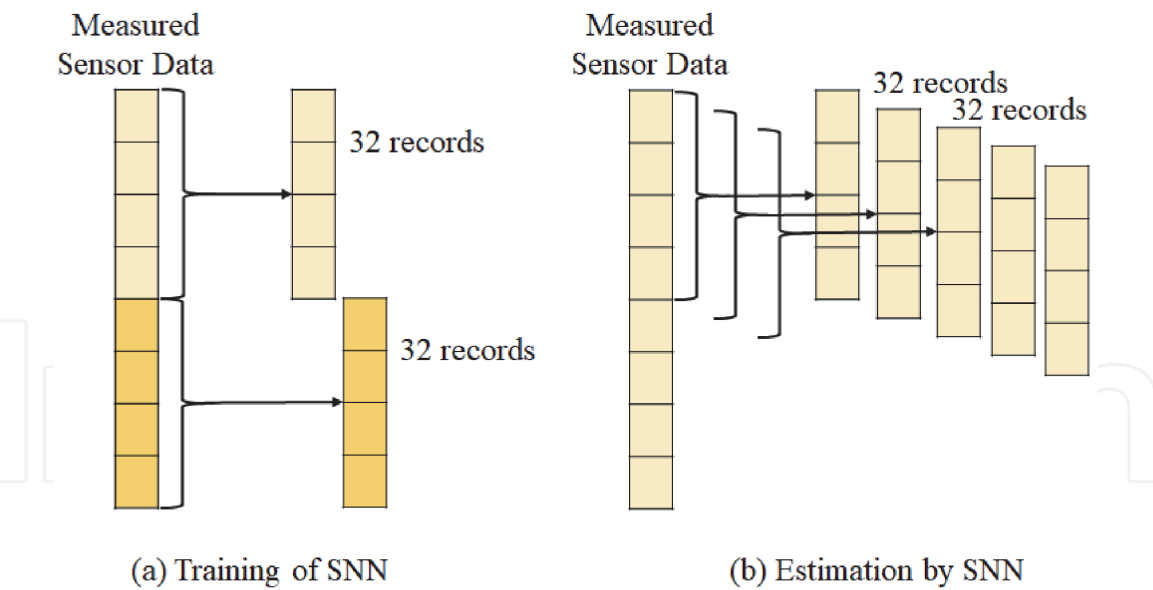 Measured
Sensor Data
32 records
32 records
(a) Training of SNN
Measured
Sensor Data
32 records
32 records
(b) Estimation by SNN